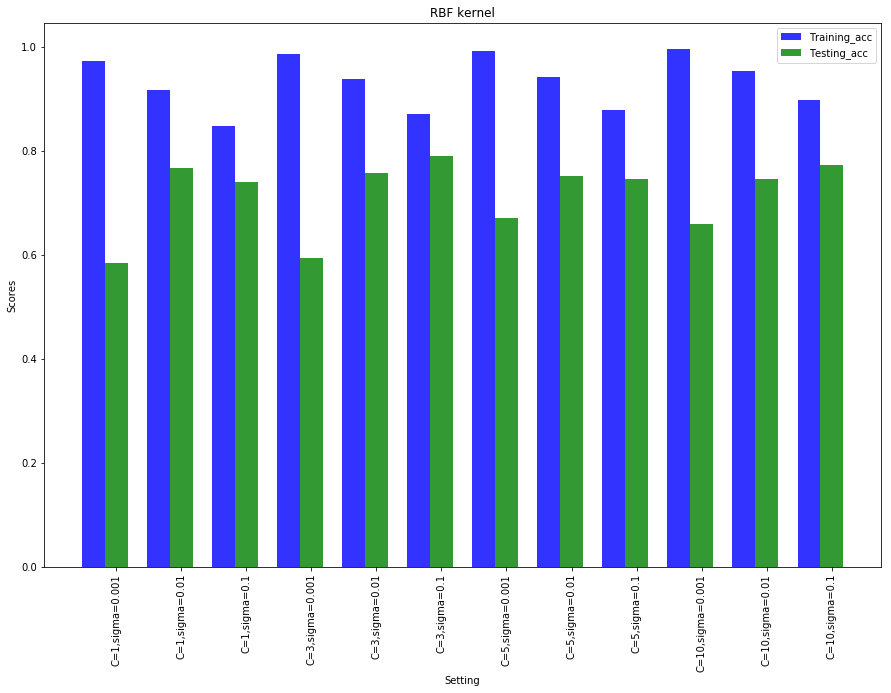 RBF kernel
Training_acc
Testing_acc
1.0
0.8
0.6
0.4
0.2
0.0
Scores
C=1,sigma=0.001
C=1,sigma=0.01
C=1,sigma=0.1
C=3,sigma=0.001
C=3,sigma=0.01
C=3,sigma=0.1
C=5,sigma=0.001
C=5,sigma=0.01
C=5,sigma=0.1
C=10,sigma=0.001
C=10,sigma=0.01
C=10,sigma=0.1
Setting